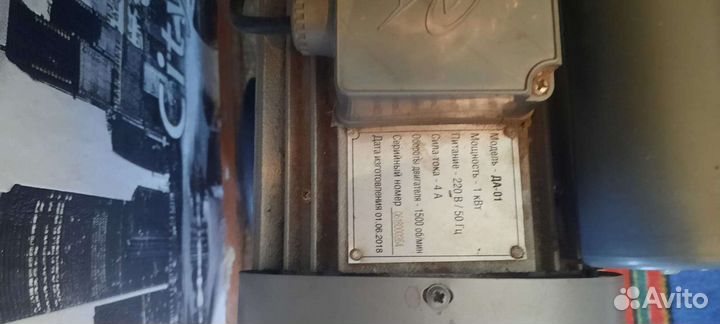 City
Модель - ДА-01
Мощность - 1 кВт
Питание - 220 В / 50 Гц
Сила тока - 4 А
Обороты двигателя - 1500 об/мин
Серийный номер
Дата изготовления 01.06.2018
Avito